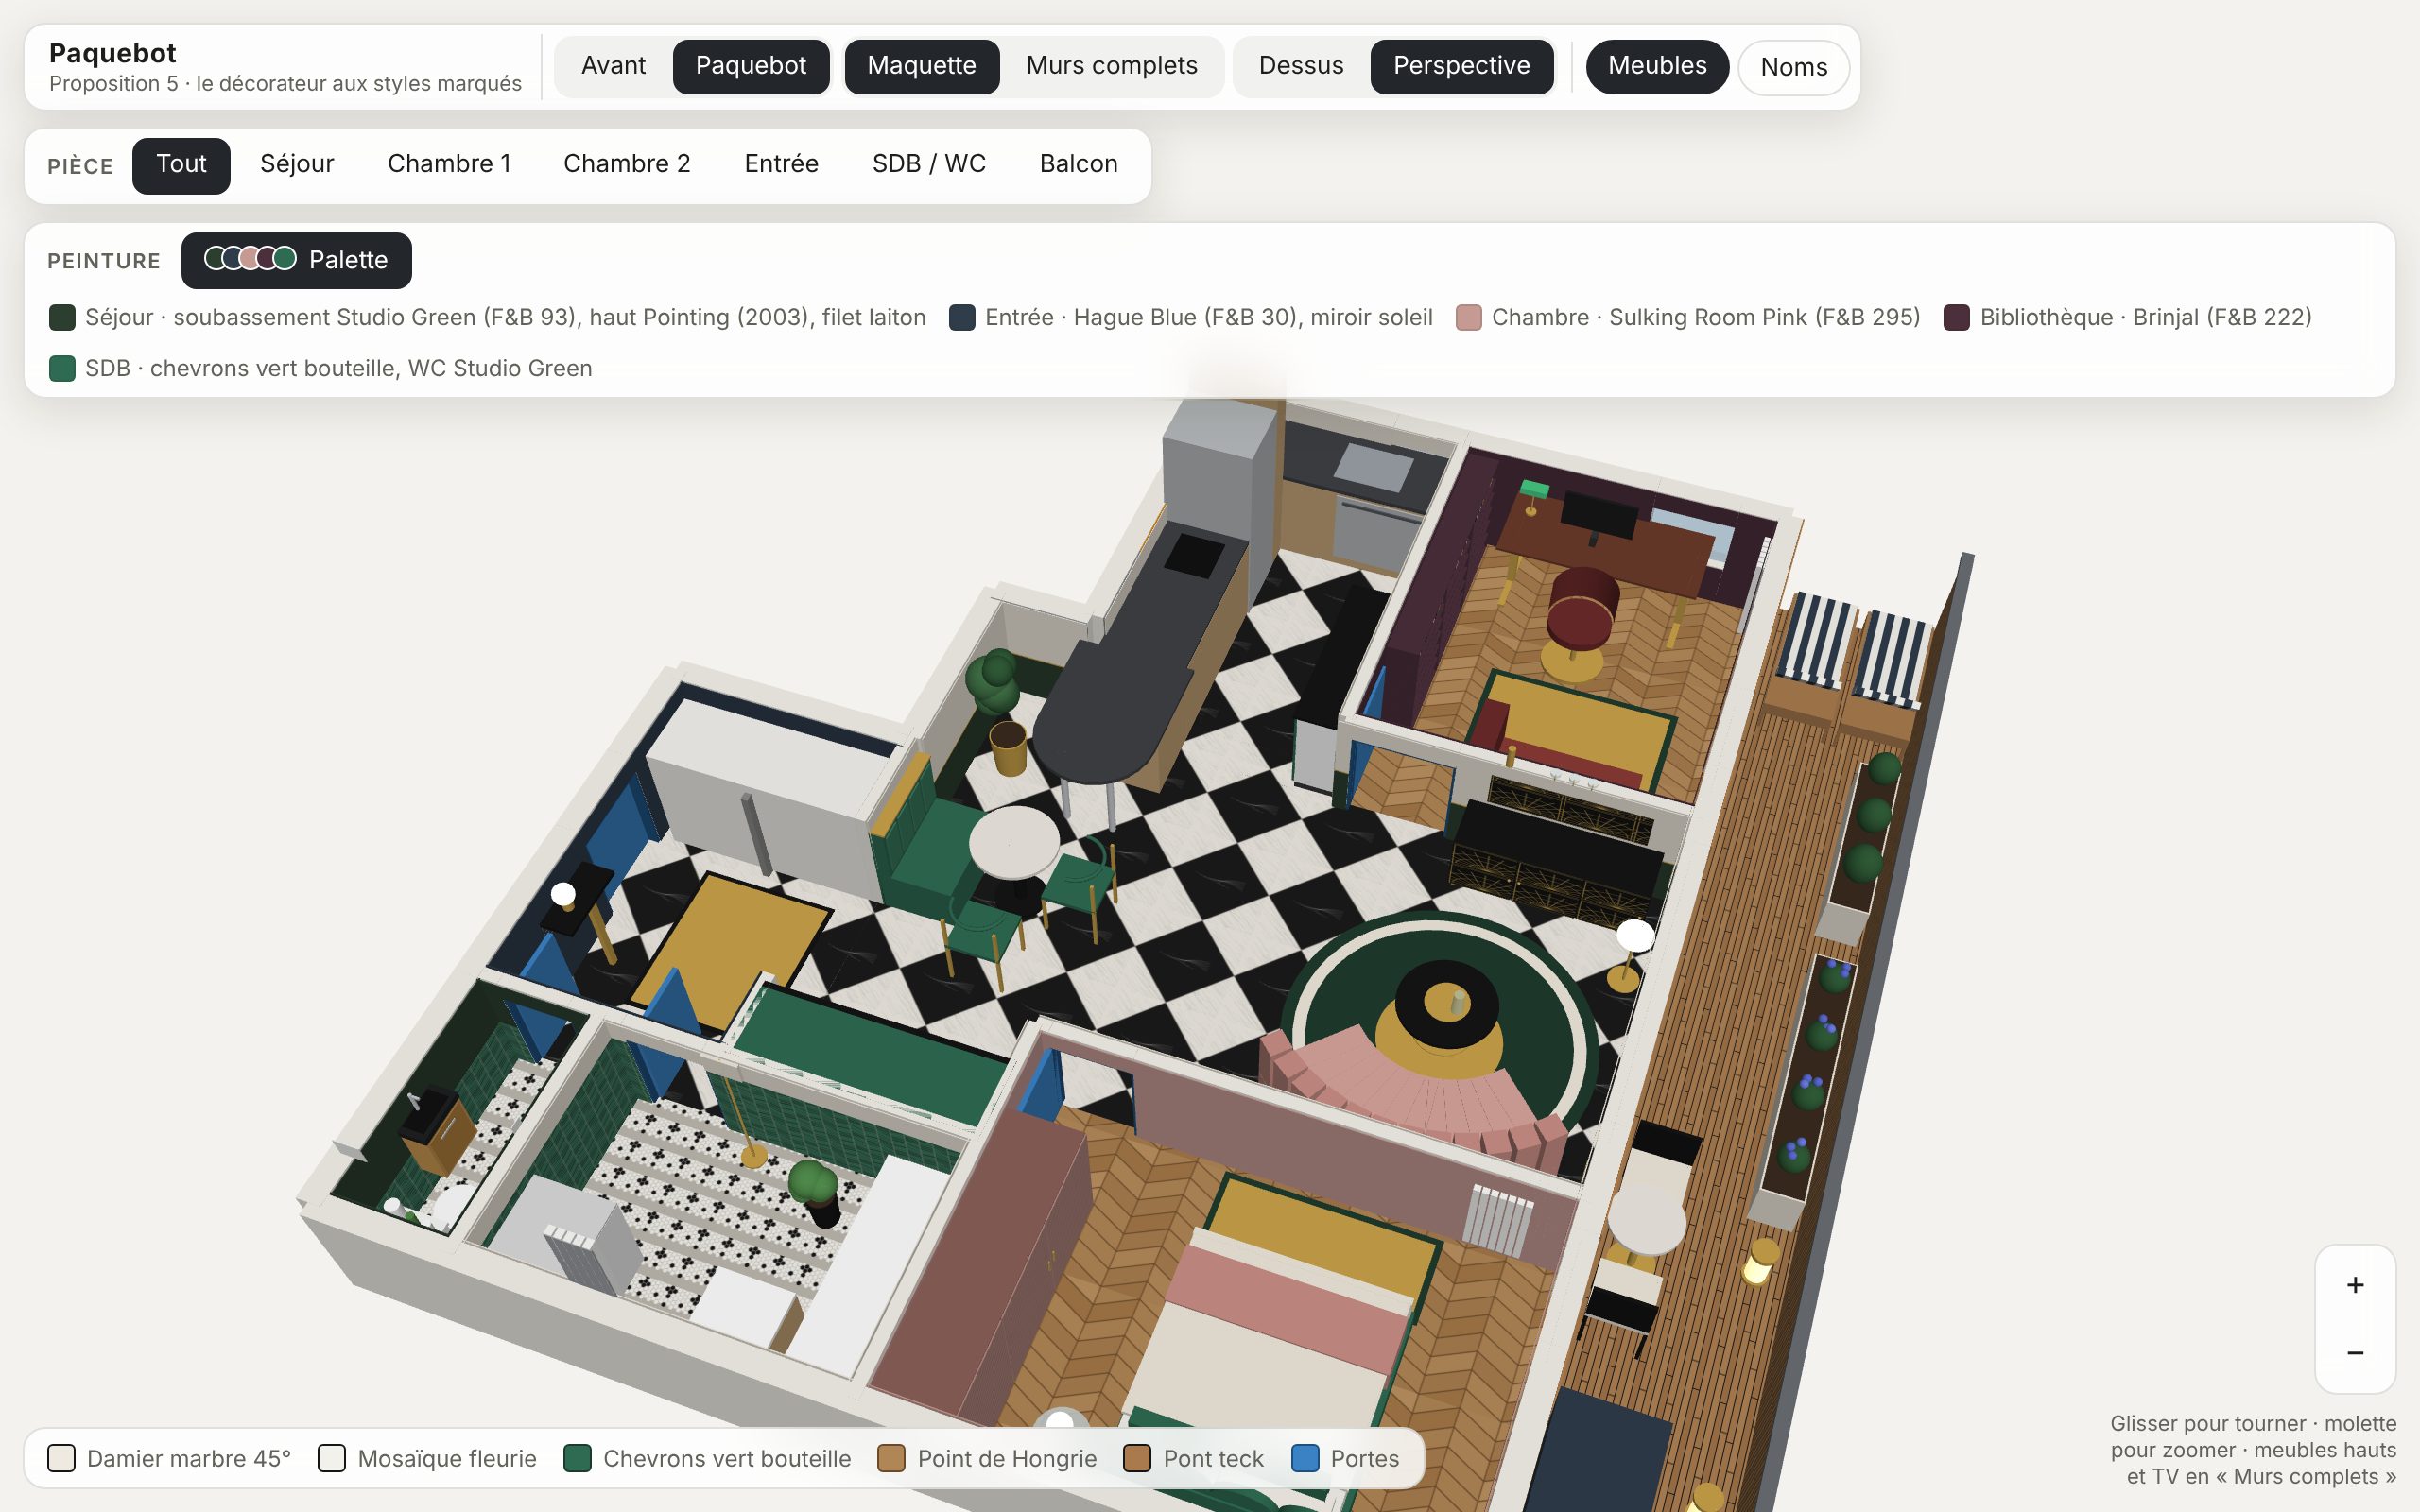 Paquebot
Proposition 5 · le décorateur aux styles marqués
Avant Paquebot Maquette Murs complets Dessus Perspective Meubles Noms
PIÈCE Tout Séjour Chambre 1 Chambre 2 Entrée SDB / WC Balcon
PEINTURE Palette
Séjour · soubassement Studio Green (F&B 93), haut Pointing (2003), filet laiton Entrée · Hague Blue (F&B 30), miroir soleil Chambre · Sulking Room Pink (F&B 295) Bibliothèque · Brinjal (F&B 222)
SDB · chevrons vert bouteille, WC Studio Green
+
−
Glisser pour tourner · molette
pour zoomer · meubles hauts
et TV en « Murs complets »
Damier marbre 45° Mosaïque fleurie Chevrons vert bouteille Point de Hongrie Pont teck Portes